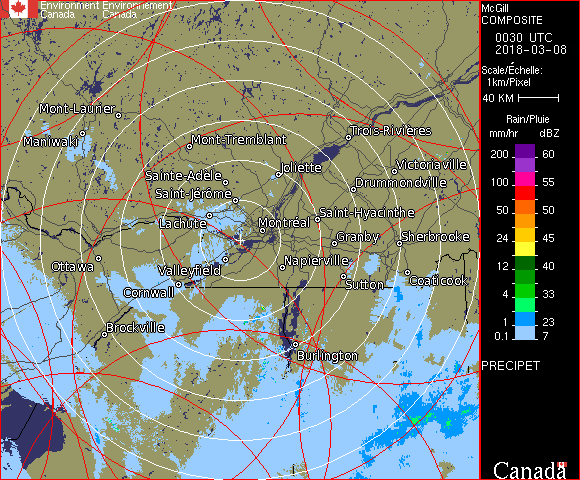 Environment Environnement
Canada Canada
McGill
COMPOSITE
0030 UTC
2018-03-08
Scale/Échelle:
1km/Pixel
40 KM
Rain/Pluie
mm/hr dBZ
200 60
100 55
50 50
24 45
12 40
4 33
1 23
0.1 7
PRECIPET
Canada
Mont-Laurier
Maniwaki
Mont-Tremblant
Trois-Rivières
Sainte-Adèle
Joliette
Victoriaville
Saint-Jérôme
Drummondville
Lachute
Montréal
Saint-Hyacinthe
Granby
Sherbrooke
Ottawa
Valleyfield
Napierville
Cornwall
Sutton
Coaticook
Brockville
Burlington